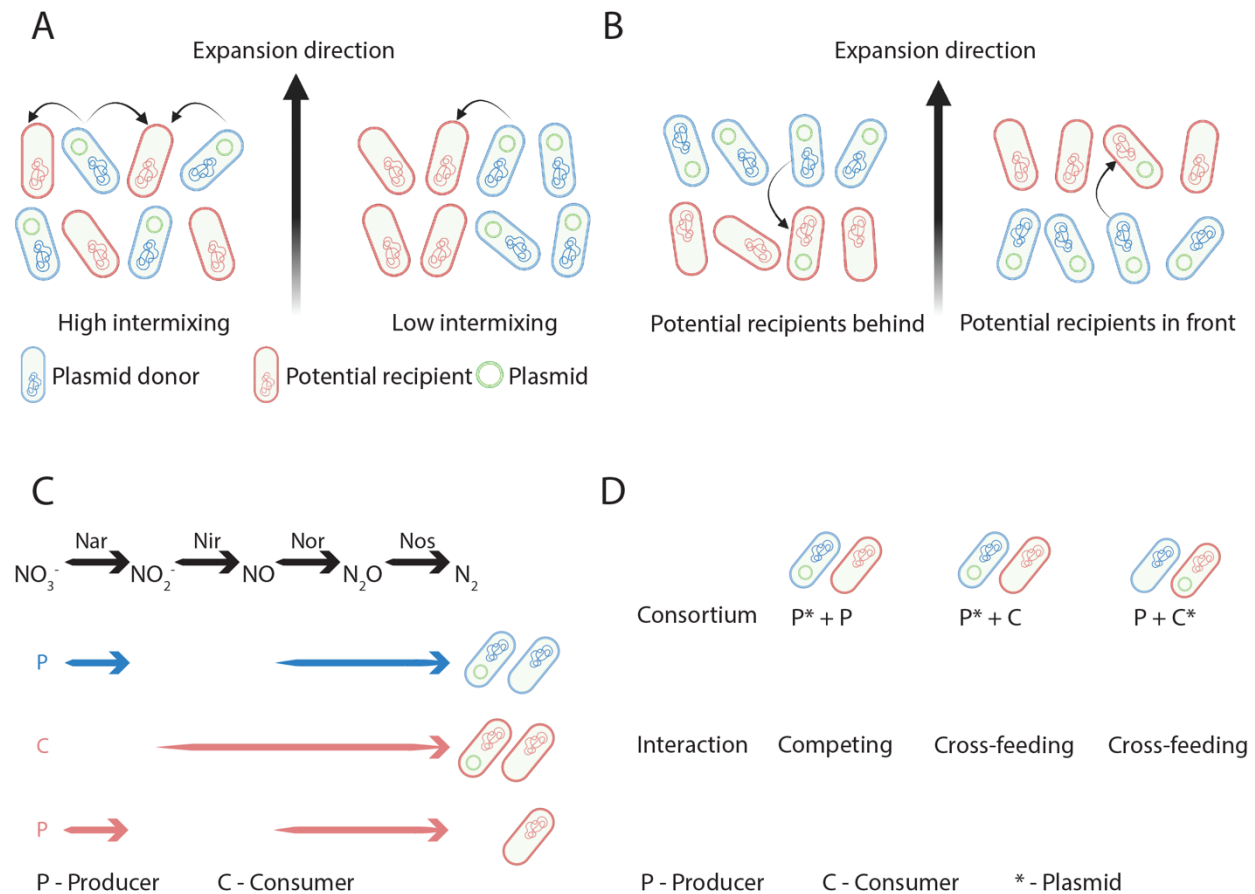 A
Expansion direction
High intermixing
Low intermixing
Plasmid donor
Potential recipient
Plasmid
B
Expansion direction
Potential recipients behind
Potential recipients in front
C
Nar
Nir
Nor
Nos
NO₃⁻
NO₂⁻
NO
N₂O
N₂
P
C
P
P - Producer
C - Consumer
D
Consortium
P* + P
P* + C
P + C*
Interaction
Competing
Cross-feeding
Cross-feeding
P - Producer
C - Consumer
* - Plasmid